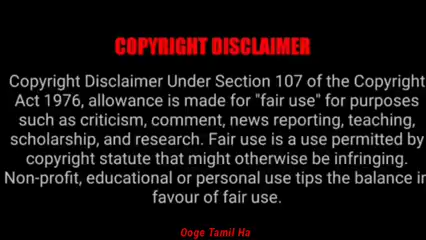 COPYRIGHT DISCLAIMER
Copyright Disclaimer Under Section 107 of the Copyright
Act 1976, allowance is made for "fair use" for purposes
such as criticism, comment, news reporting, teaching,
scholarship, and research. Fair use is a use permitted by
copyright statute that might otherwise be infringing.
Non-profit, educational or personal use tips the balance in
favour of fair use.
Ooge Tamil Ha